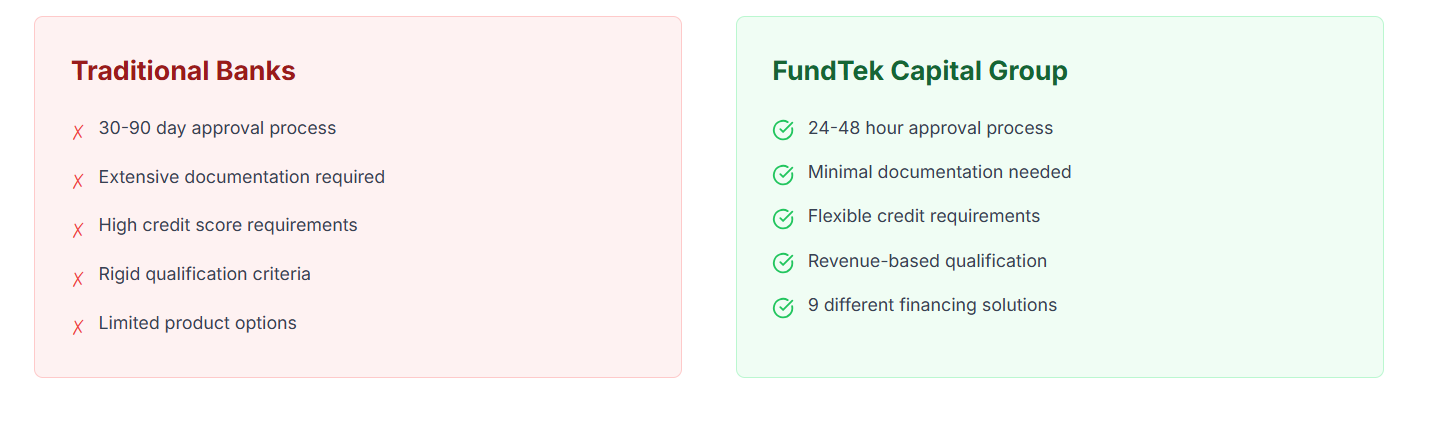 Traditional Banks
✗ 30-90 day approval process
✗ Extensive documentation required
✗ High credit score requirements
✗ Rigid qualification criteria
✗ Limited product options
FundTek Capital Group
24-48 hour approval process
Minimal documentation needed
Flexible credit requirements
Revenue-based qualification
9 different financing solutions